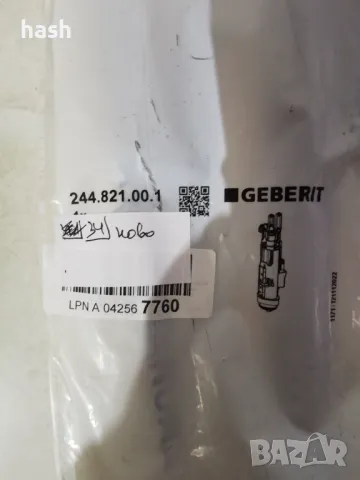 hash
244.821.00.1
GEBERIT
ново
LPN A 04256 7760
BAZAR